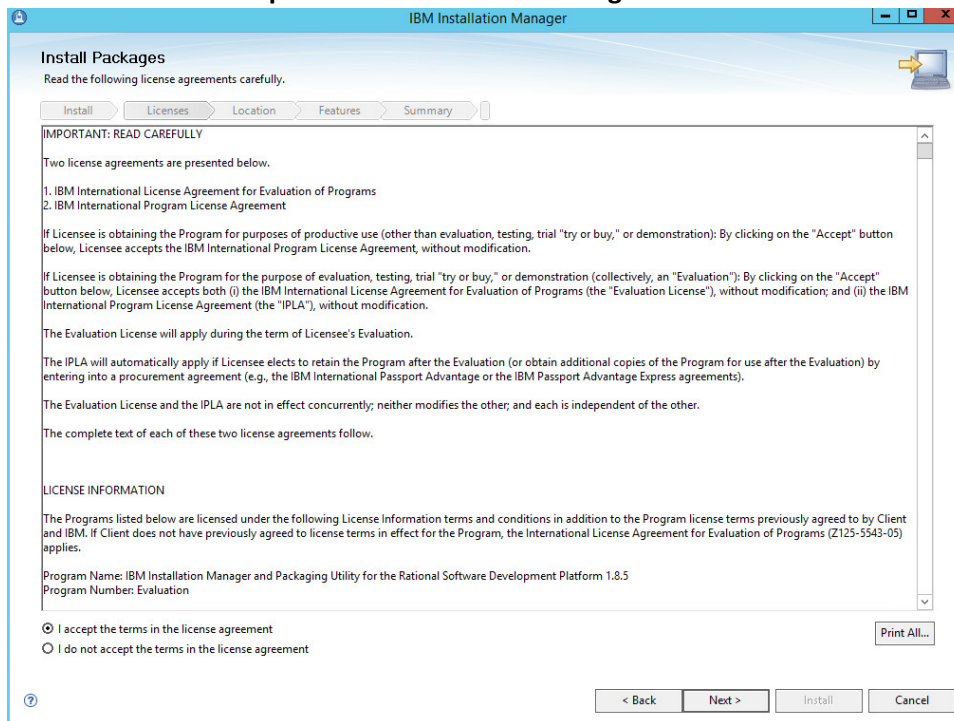 IBM Installation Manager
Install Packages
Read the following license agreements carefully.
Install Licenses Location Features Summary
IMPORTANT: READ CAREFULLY
Two license agreements are presented below.
1. IBM International License Agreement for Evaluation of Programs
2. IBM International Program License Agreement
If Licensee is obtaining the Program for purposes of productive use (other than evaluation, testing, trial "try or buy," or demonstration): By clicking on the "Accept" button
below, Licensee accepts the IBM International Program License Agreement, without modification.
If Licensee is obtaining the Program for the purpose of evaluation, testing, trial "try or buy," or demonstration (collectively, an "Evaluation"): By clicking on the "Accept"
button below, Licensee accepts both (i) the IBM International License Agreement for Evaluation of Programs (the "Evaluation License"), without modification; and (ii) the IBM
International Program License Agreement (the "IPLA"), without modification.
The Evaluation License will apply during the term of Licensee's Evaluation.
The IPLA will automatically apply if Licensee elects to retain the Program after the Evaluation (or obtain additional copies of the Program for use after the Evaluation) by
entering into a procurement agreement (e.g., the IBM International Passport Advantage or the IBM Passport Advantage Express agreements).
The Evaluation License and the IPLA are not in effect concurrently; neither modifies the other; and each is independent of the other.
The complete text of each of these two license agreements follow.
LICENSE INFORMATION
The Programs listed below are licensed under the following License Information terms and conditions in addition to the Program license terms previously agreed to by Client
and IBM. If Client does not have previously agreed to license terms in effect for the Program, the International License Agreement for Evaluation of Programs (Z125-5543-05)
applies.
Program Name: IBM Installation Manager and Packaging Utility for the Rational Software Development Platform 1.8.5
Program Number: Evaluation
I accept the terms in the license agreement
Print All...
I do not accept the terms in the license agreement
? < Back Next > Install Cancel